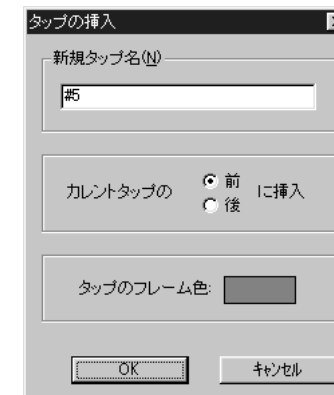 タップの挿入
新規タップ名(N)
#5
カレントタップの
前
後
に挿入
タップのフレーム色:
OK
キャンセル